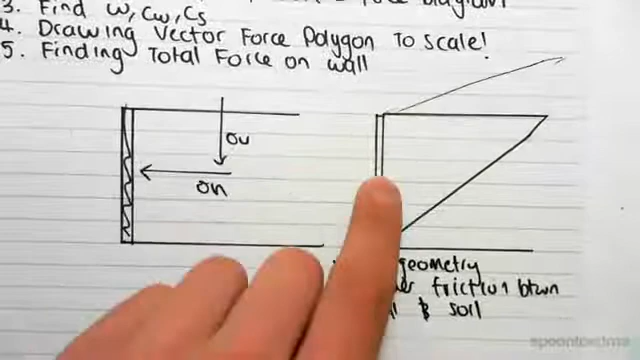 3. Find W, Cw, Cs
4. Drawing Vector Force Polygon To Scale!
5. Finding Total Force on wall
σv
σh
geometry
friction btwn
& soil